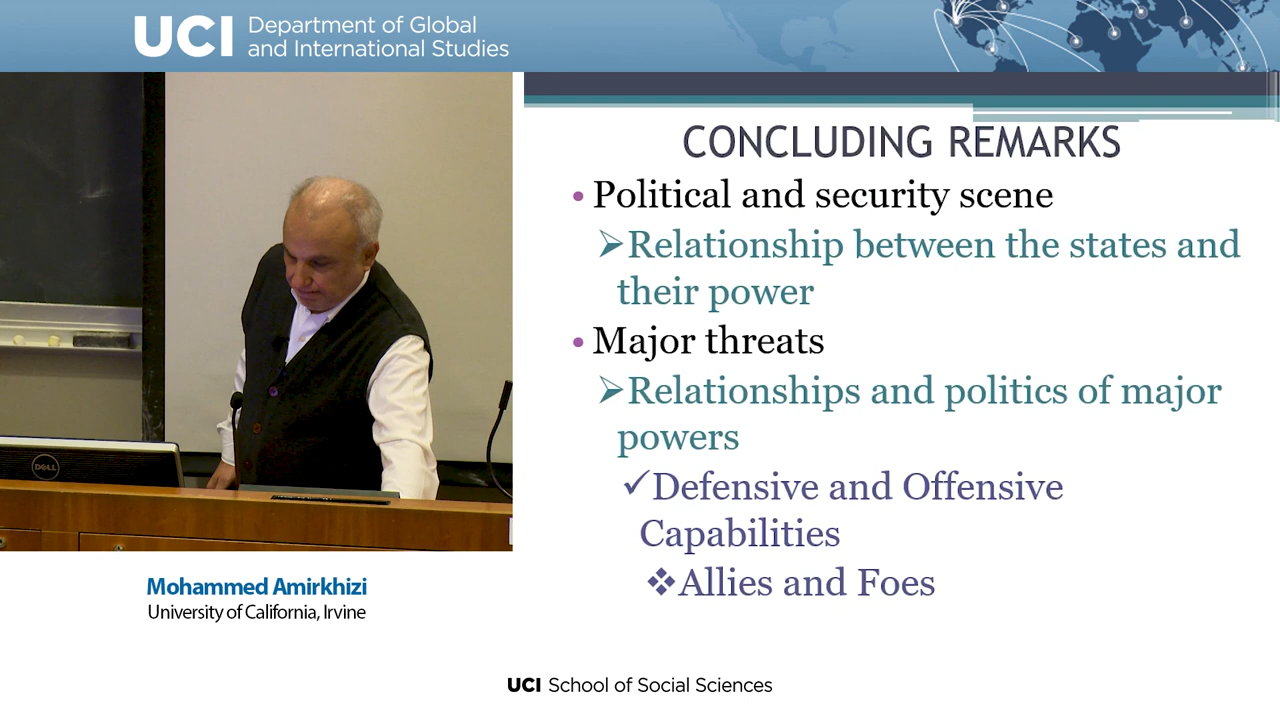 UCI Department of Global
and International Studies
CONCLUDING REMARKS
• Political and security scene
➢Relationship between the states and
their power
• Major threats
➢Relationships and politics of major
powers
✓Defensive and Offensive
Capabilities
❖Allies and Foes
DELL
Mohammed Amirkhizi
University of California, Irvine
UCI School of Social Sciences